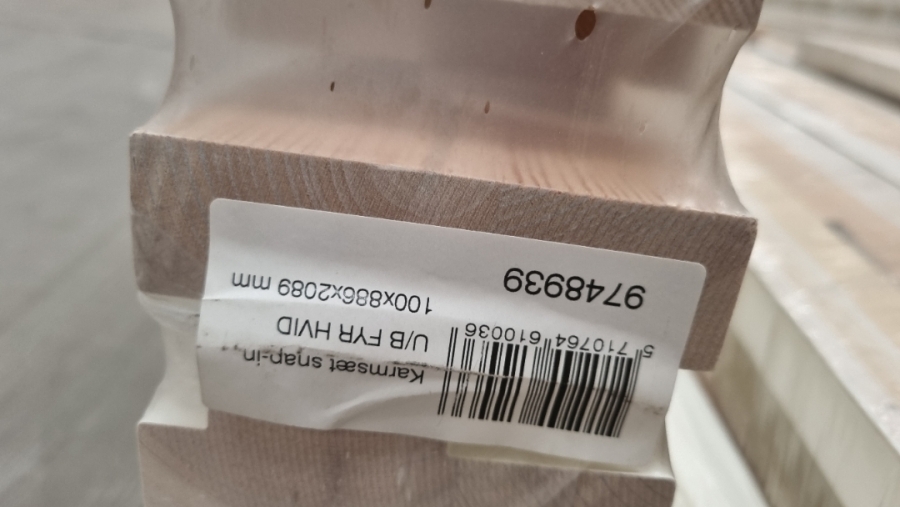 Karmsæt snap-in,
U/B FYR HVID
100x886x2089 mm
5 710764 610036
9748939